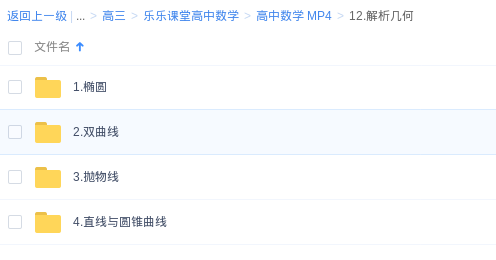 返回上一级 | ... > 高三 > 乐乐课堂高中数学 > 高中数学 MP4 > 12.解析几何
文件名
1.椭圆
2.双曲线
3.抛物线
4.直线与圆锥曲线